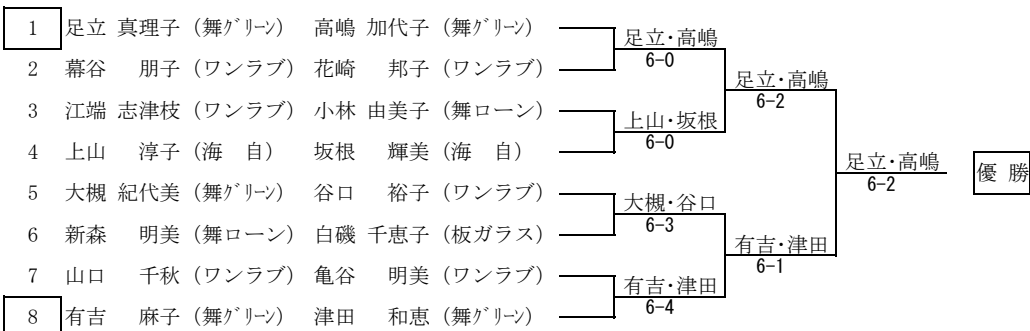 1 足立 真理子 (舞グリーン) 高嶋 加代子 (舞グリーン)
足立・高嶋
6-0
2 幕谷 朋子 (ワンラブ) 花崎 邦子 (ワンラブ)
足立・高嶋
6-2
3 江端 志津枝 (ワンラブ) 小林 由美子 (舞ローン)
上山・坂根
6-0
4 上山 淳子 (海 自) 坂根 輝美 (海 自)
足立・高嶋
6-2
優 勝
5 大槻 紀代美 (舞グリーン) 谷口 裕子 (ワンラブ)
大槻・谷口
6-3
6 新森 明美 (舞ローン) 白磯 千恵子 (板ガラス)
有吉・津田
6-1
7 山口 千秋 (ワンラブ) 亀谷 明美 (ワンラブ)
有吉・津田
6-4
8 有吉 麻子 (舞グリーン) 津田 和恵 (舞グリーン)